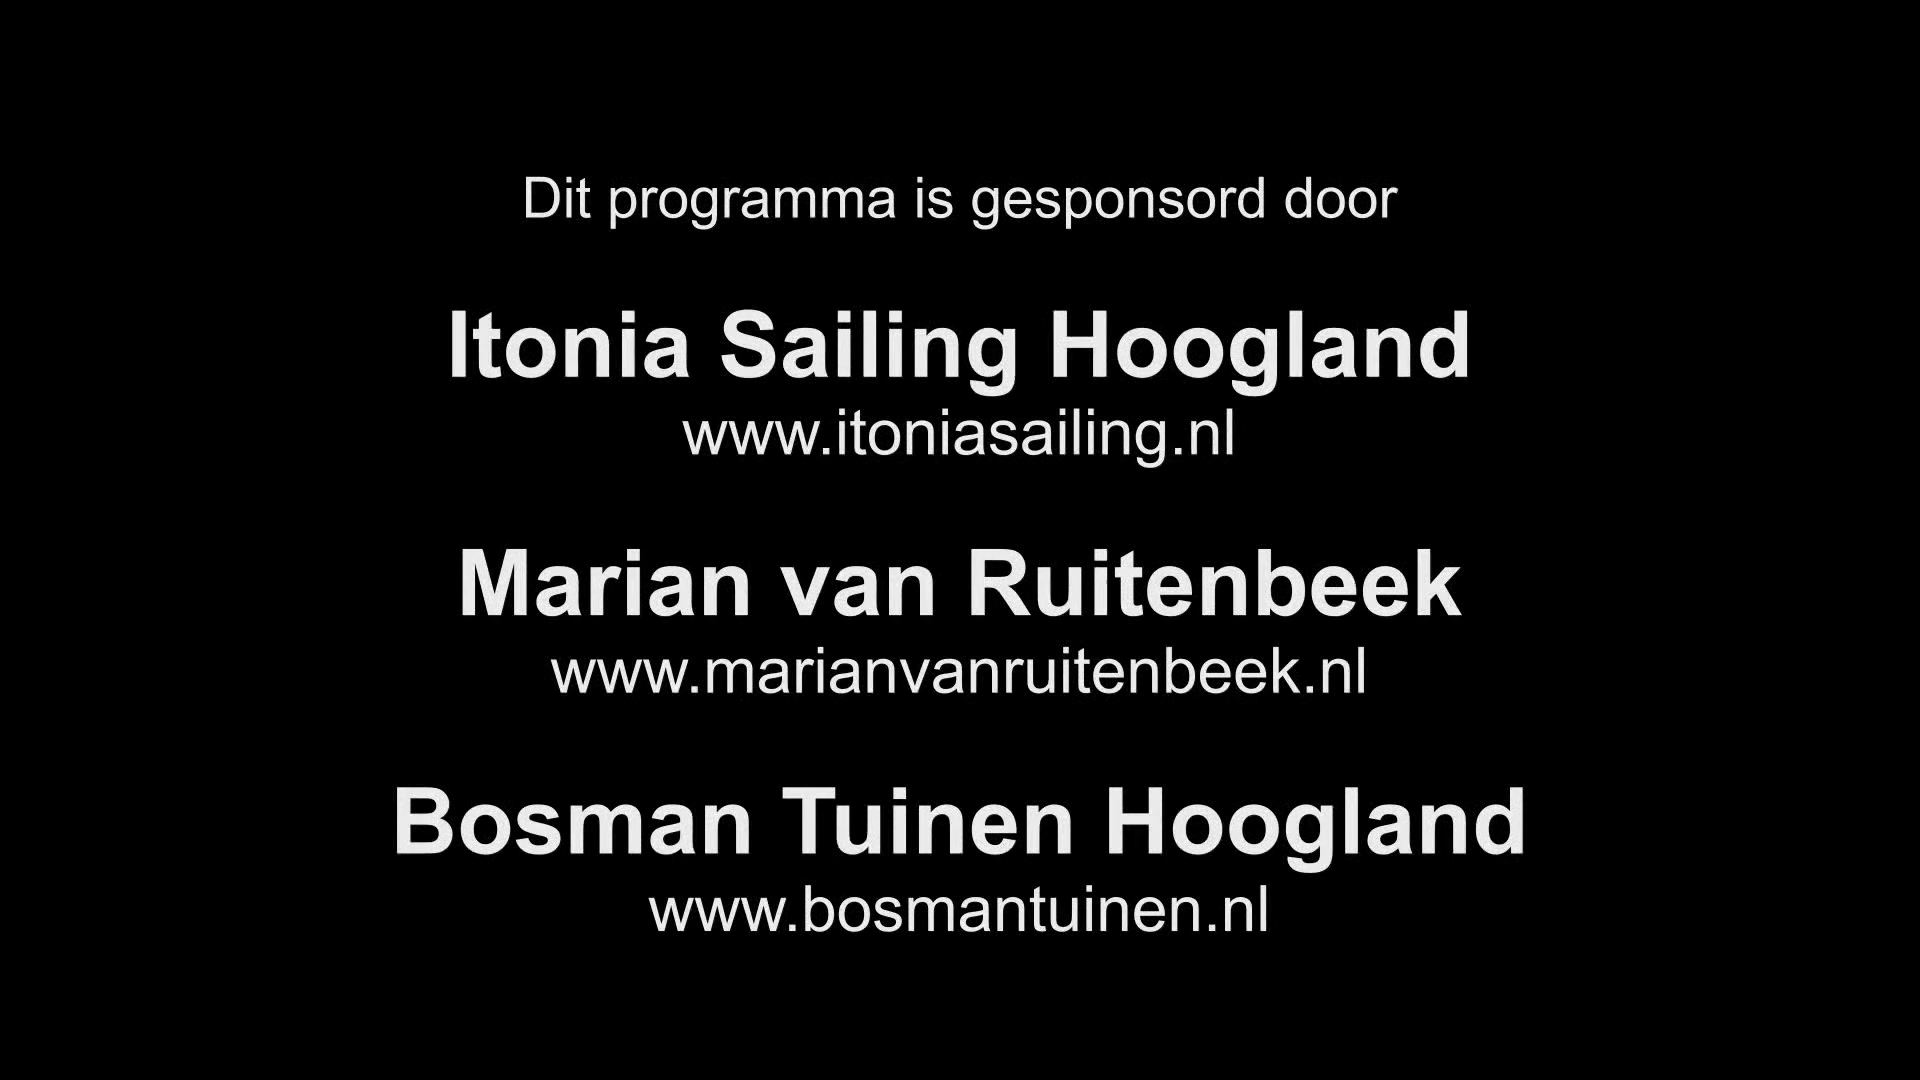 Dit programma is gesponsord door
Itonia Sailing Hoogland
www.itoniasailing.nl
Marian van Ruitenbeek
www.marianvanruitenbeek.nl
Bosman Tuinen Hoogland
www.bosmantuinen.nl